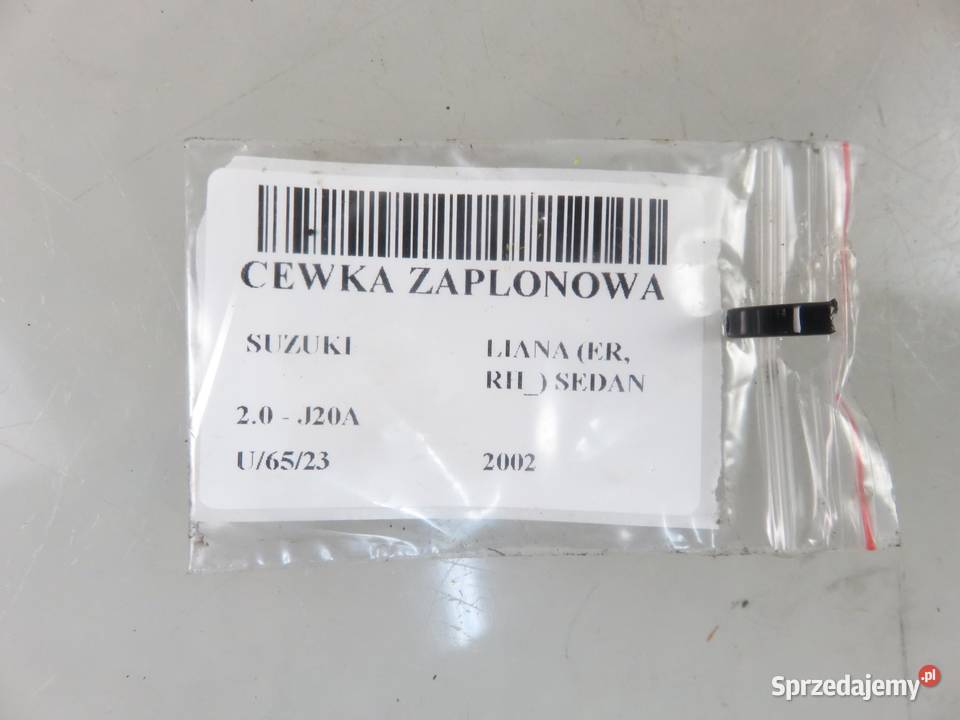 CEWKA ZAPLONOWA
SUZUKI
LIANA (ER,
RH_) SEDAN
2.0 - J20A
U/65/23
2002
Sprzedajemy.pl